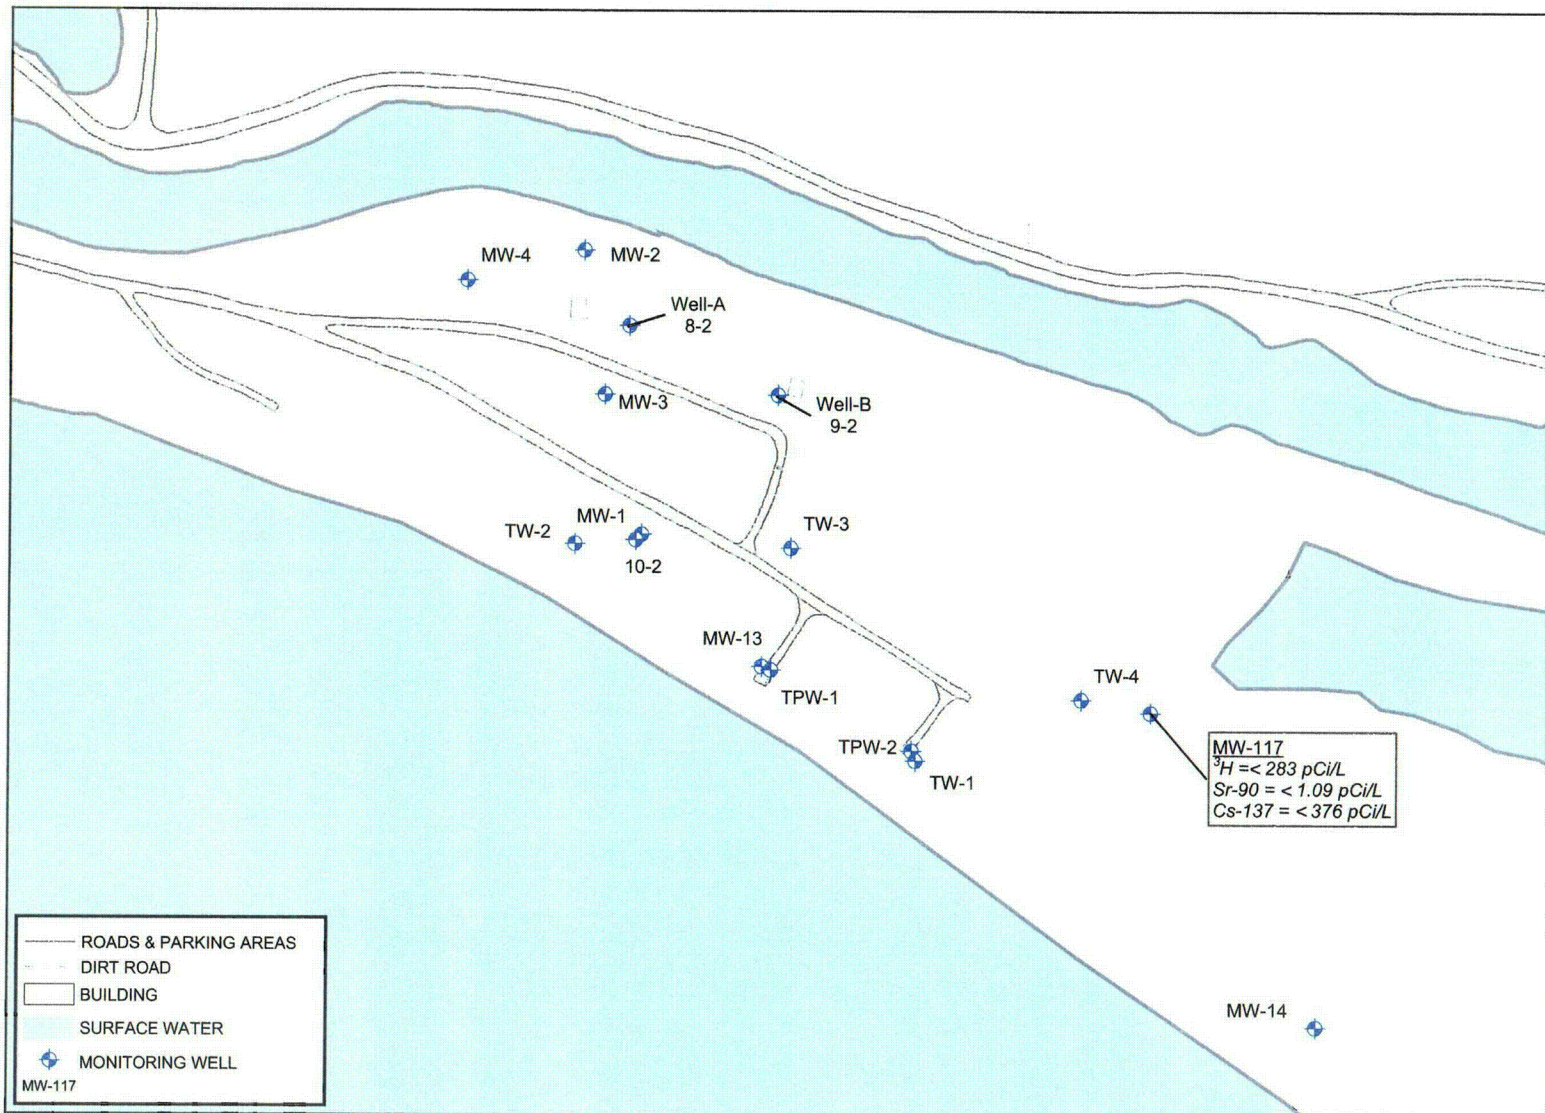 MW-4
MW-2
Well-A
8-2
MW-3
Well-B
9-2
MW-1
TW-2
TW-3
10-2
MW-13
TPW-1
TW-4
TPW-2
TW-1
MW-117
³H =< 283 pCi/L
Sr-90 = < 1.09 pCi/L
Cs-137 = < 376 pCi/L
MW-14
ROADS & PARKING AREAS
DIRT ROAD
BUILDING
SURFACE WATER
MONITORING WELL
MW-117